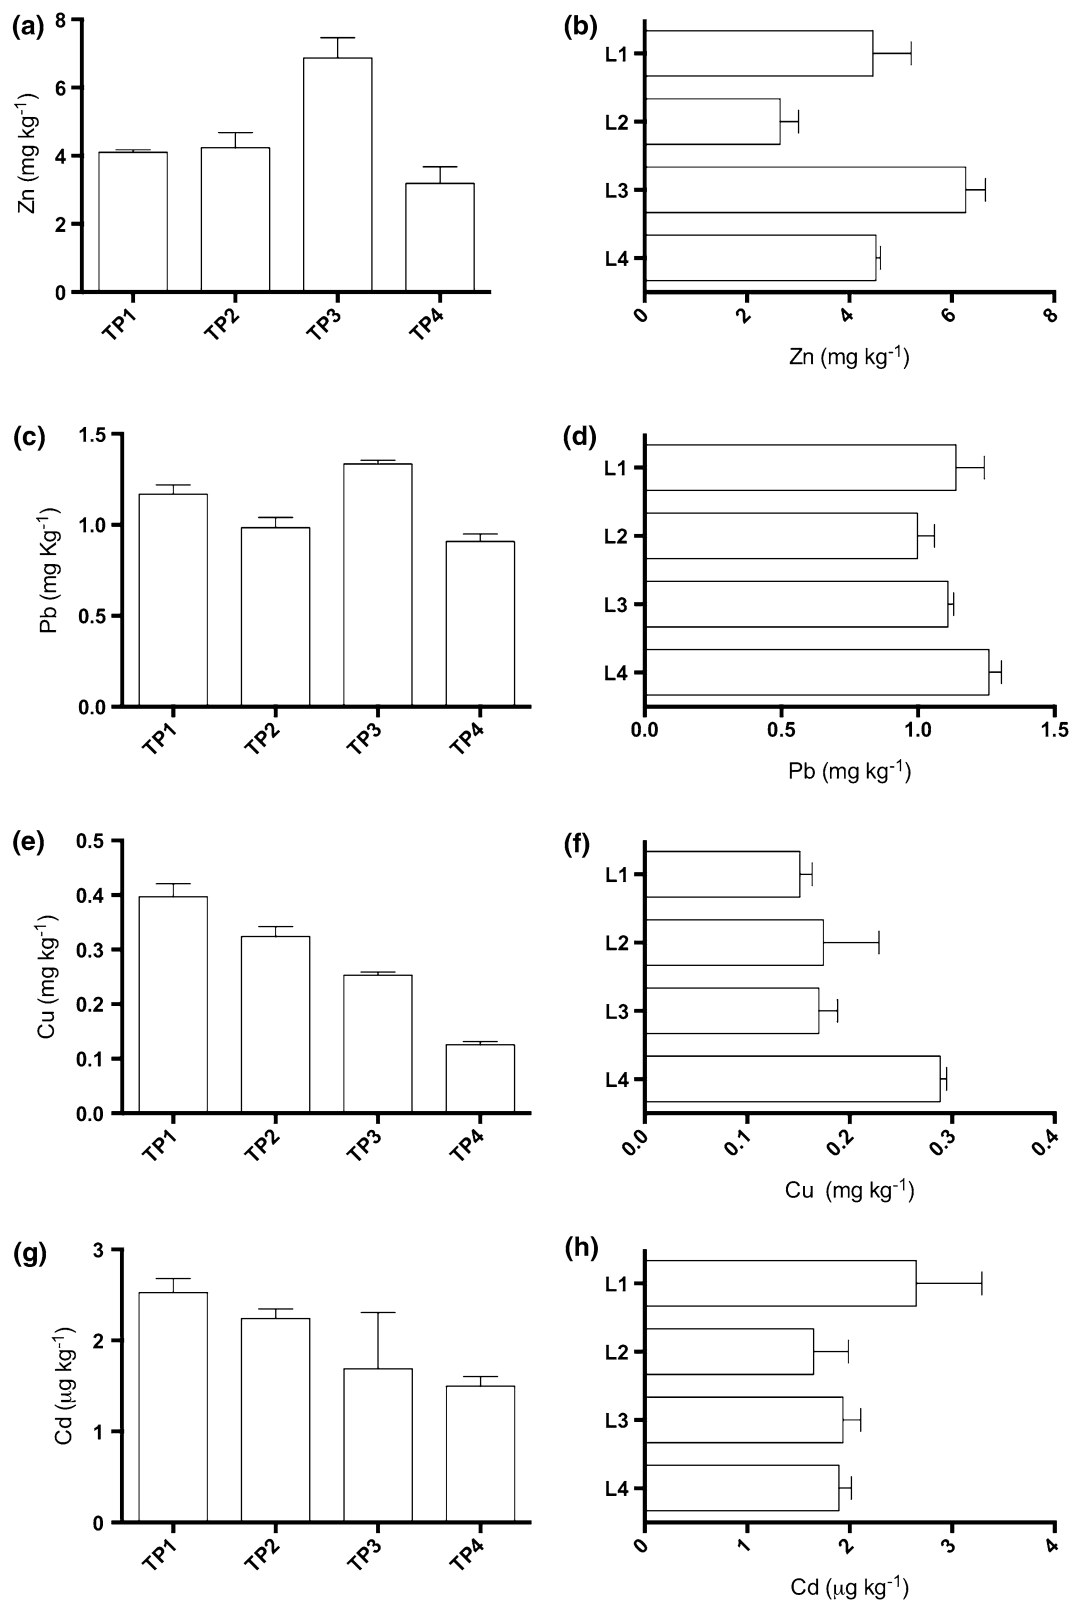 (a)
8
6
4
2
0
Zn (mg kg-1)
TP1 TP2 TP3 TP4
(b)
L1
L2
L3
L4
0 2 4 6 8
Zn (mg kg-1)
(c)
1.5
1.0
0.5
0.0
Pb (mg Kg-1)
TP1 TP2 TP3 TP4
(d)
L1
L2
L3
L4
0.0 0.5 1.0 1.5
Pb (mg kg-1)
(e)
0.5
0.4
0.3
0.2
0.1
0.0
Cu (mg kg-1)
TP1 TP2 TP3 TP4
(f)
L1
L2
L3
L4
0.0 0.1 0.2 0.3 0.4
Cu (mg kg-1)
(g)
3
2
1
0
Cd (µg kg-1)
TP1 TP2 TP3 TP4
(h)
L1
L2
L3
L4
0 1 2 3 4
Cd (µg kg-1)